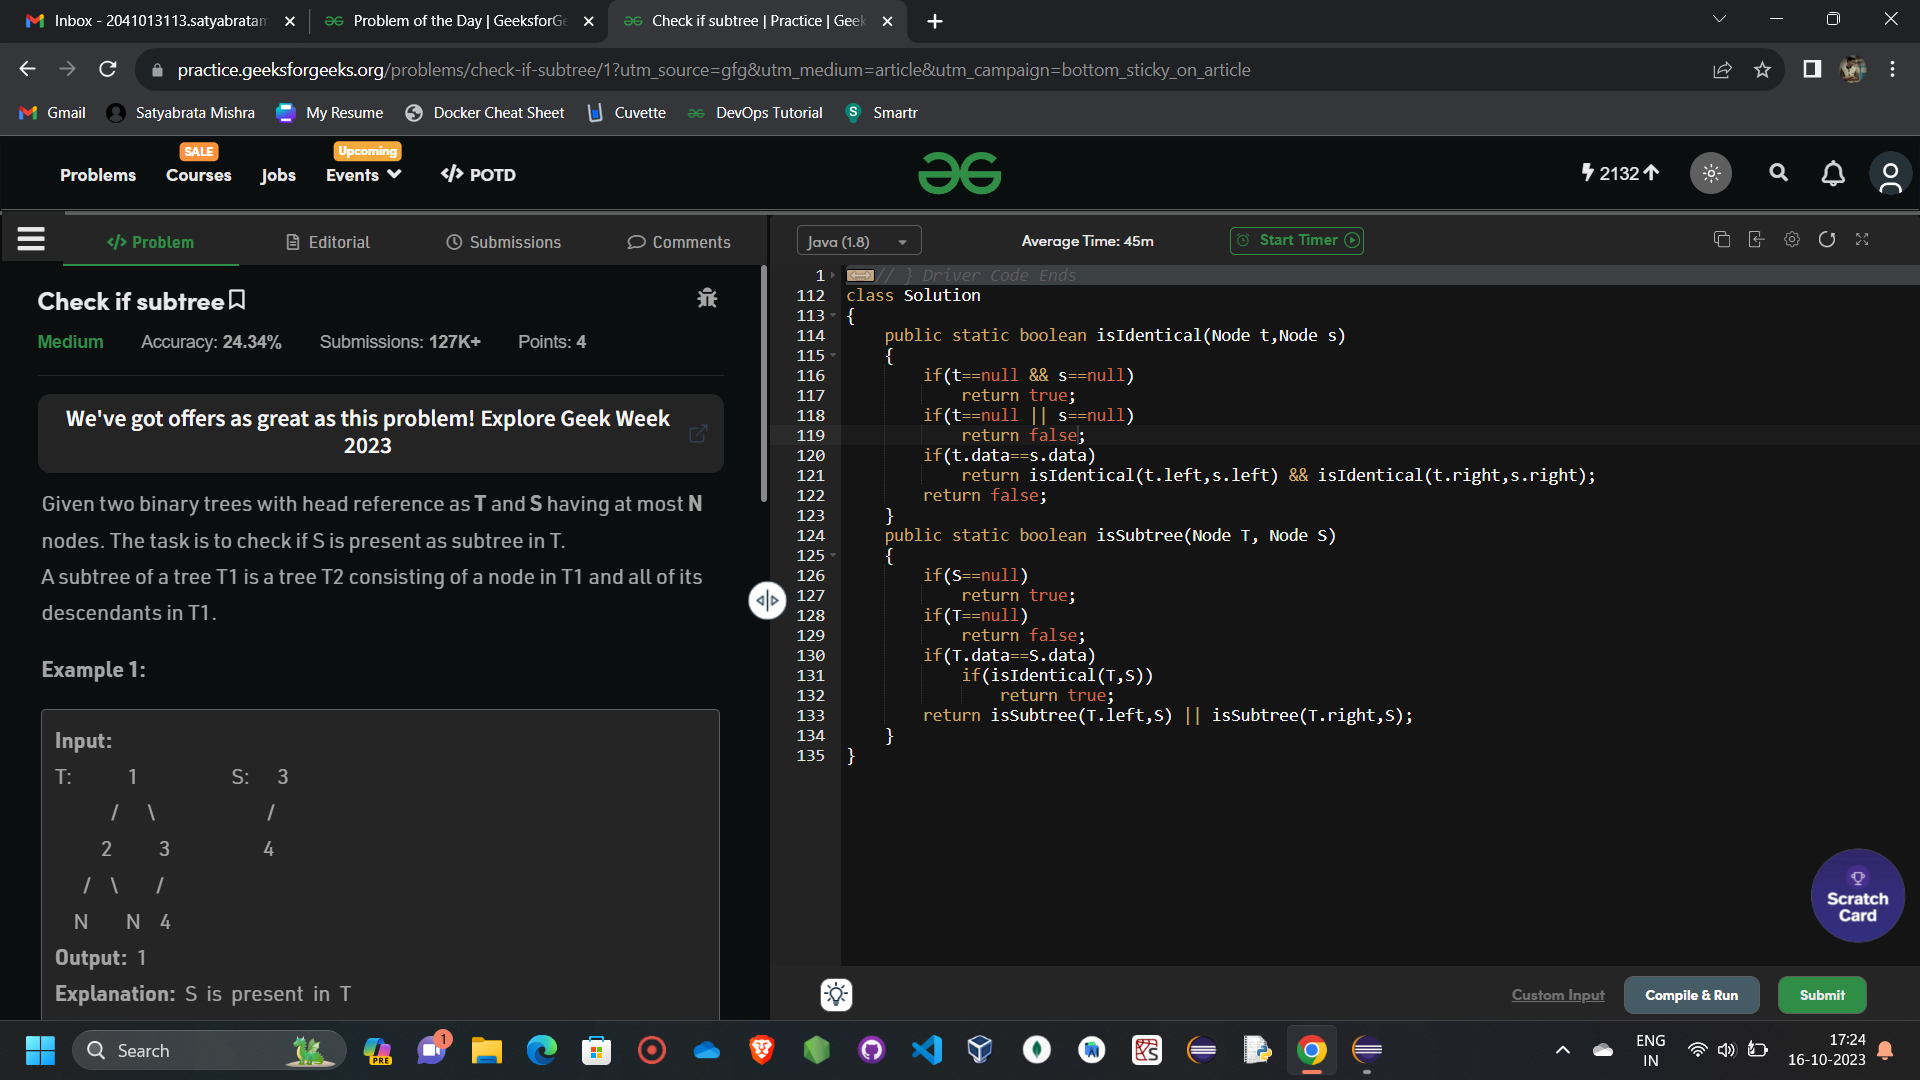 Inbox - 2041013113.satyabratam
Problem of the Day | GeeksforGe
Check if subtree | Practice | Geek
practice.geeksforgeeks.org/problems/check-if-subtree/1?utm_source=gfg&utm_medium=article&utm_campaign=bottom_sticky_on_article
Gmail Satyabrata Mishra My Resume Docker Cheat Sheet Cuvette DevOps Tutorial Smartr
SALE Upcoming
Problems Courses Jobs Events </> POTD 2132
</> Problem Editorial Submissions Comments
Java (1.8) Average Time: 45m Start Timer
Check if subtree
Medium Accuracy: 24.34% Submissions: 127K+ Points: 4
We've got offers as great as this problem! Explore Geek Week
2023
Given two binary trees with head reference as T and S having at most N
nodes. The task is to check if S is present as subtree in T.
A subtree of a tree T1 is a tree T2 consisting of a node in T1 and all of its
descendants in T1.
Example 1:
Input:
T: 1 S: 3
/ \ /
2 3 4
/ \ /
N N 4
Output: 1
Explanation: S is present in T
1 // } Driver Code Ends
112 class Solution
113 {
114 public static boolean isIdentical(Node t,Node s)
115 {
116 if(t==null && s==null)
117 return true;
118 if(t==null || s==null)
119 return false;
120 if(t.data==s.data)
121 return isIdentical(t.left,s.left) && isIdentical(t.right,s.right);
122 return false;
123 }
124 public static boolean isSubtree(Node T, Node S)
125 {
126 if(S==null)
127 return true;
128 if(T==null)
129 return false;
130 if(T.data==S.data)
131 if(isIdentical(T,S))
132 return true;
133 return isSubtree(T.left,S) || isSubtree(T.right,S);
134 }
135 }
Scratch
Card
Custom Input Compile & Run Submit
Search
PRE
1
ENG
IN
17:24
16-10-2023